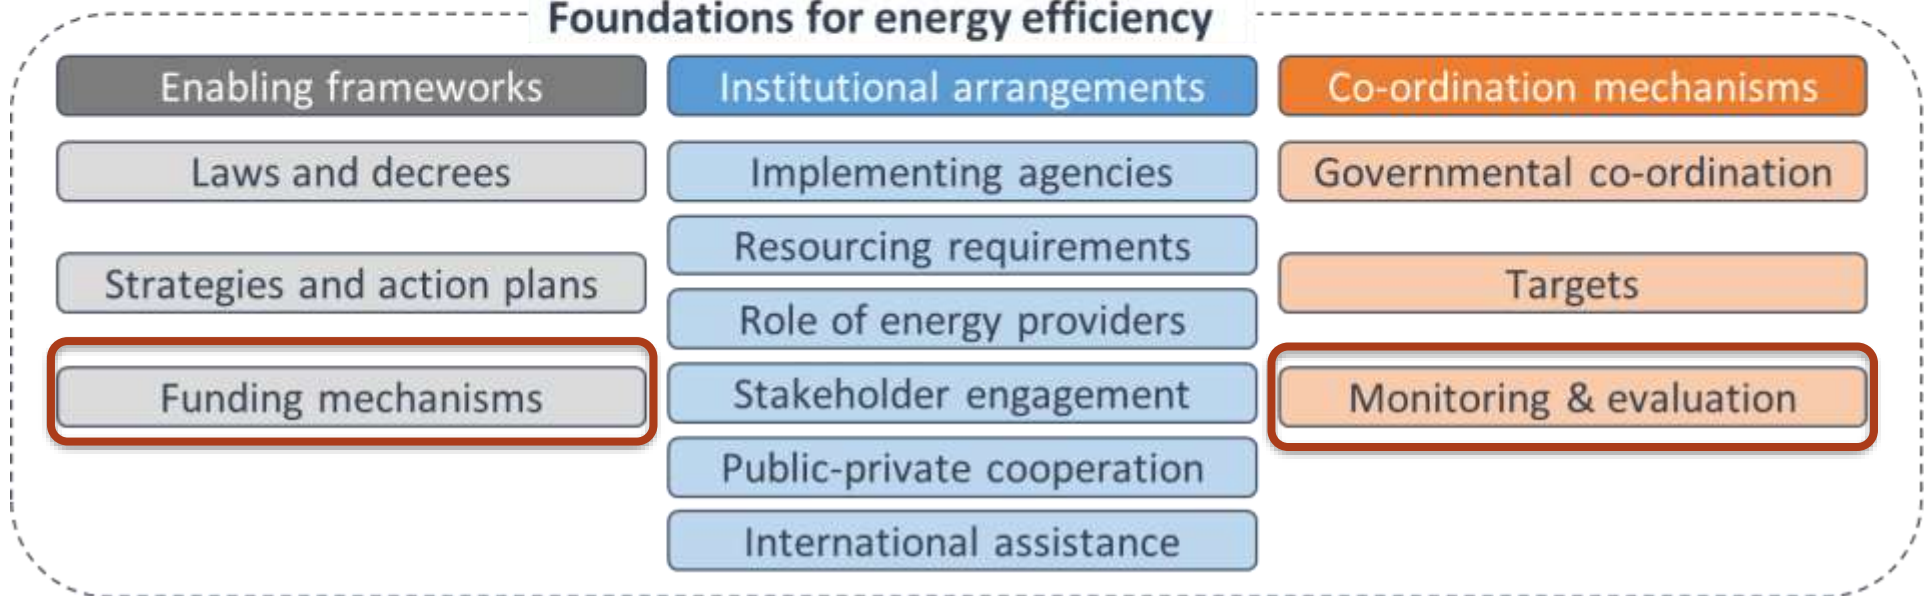 Foundations for energy efficiency
Enabling frameworks
Laws and decrees
Strategies and action plans
Funding mechanisms
Institutional arrangements
Implementing agencies
Resourcing requirements
Role of energy providers
Stakeholder engagement
Public-private cooperation
International assistance
Co-ordination mechanisms
Governmental co-ordination
Targets
Monitoring & evaluation